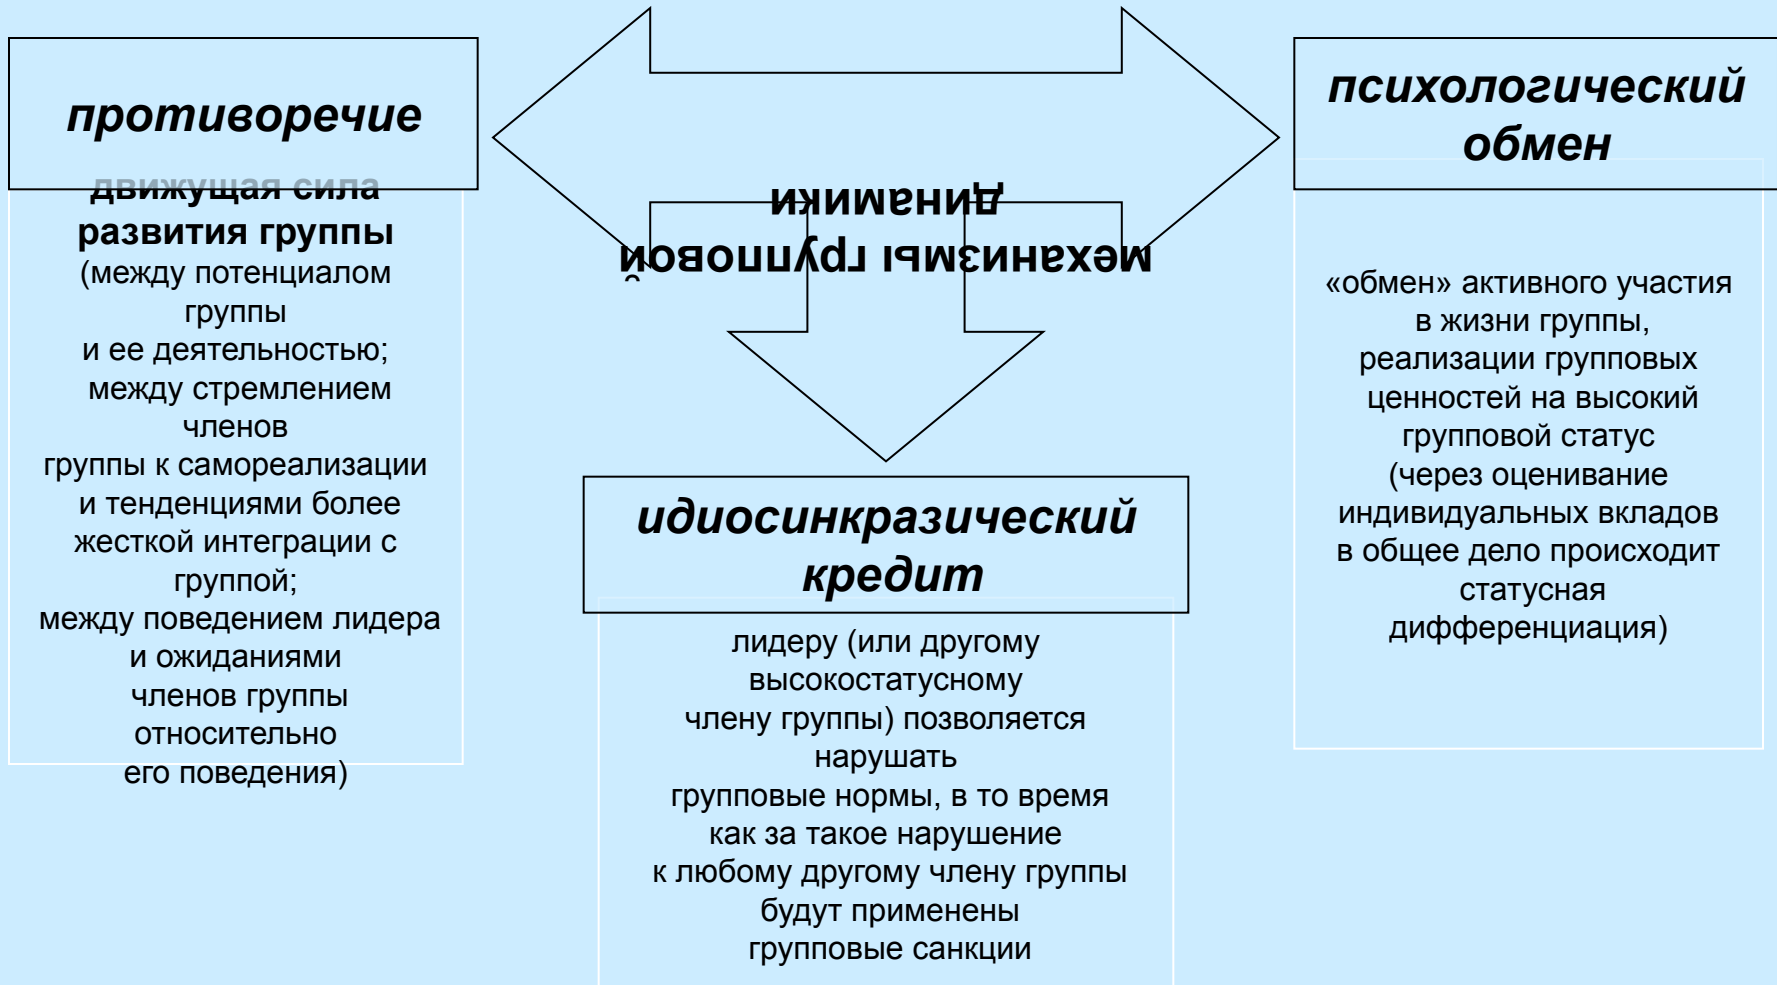 противоречие
движущая сила
развития группы
(между потенциалом
группы
и ее деятельностью;
между стремлением
членов
группы к самореализации
и тенденциями более
жесткой интеграции с
группой;
между поведением лидера
и ожиданиями
членов группы
относительно
его поведения)
механизмы групповой
динамики
идиосинкразический
кредит
лидеру (или другому
высокостатусному
члену группы) позволяется
нарушать
групповые нормы, в то время
как за такое нарушение
к любому другому члену группы
будут применены
групповые санкции
психологический
обмен
«обмен» активного участия
в жизни группы,
реализации групповых
ценностей на высокий
групповой статус
(через оценивание
индивидуальных вкладов
в общее дело происходит
статусная
дифференциация)